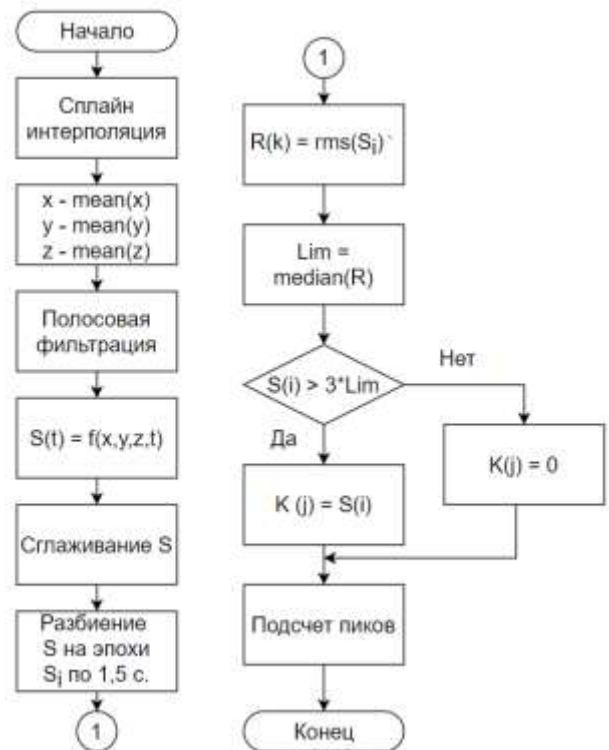 Начало
Сплайн
интерполяция
x - mean(x)
y - mean(y)
z - mean(z)
Полосовая
фильтрация
S(t) = f(x,y,z,t)
Сглаживание S
Разбиение
S на эпохи
Sⱼ по 1,5 с.
1
1
R(k) = rms(Sⱼ)`
Lim =
median(R)
S(i) > 3*Lim
Нет
Да
K(j) = 0
K (j) = S(i)
Подсчет пиков
Конец